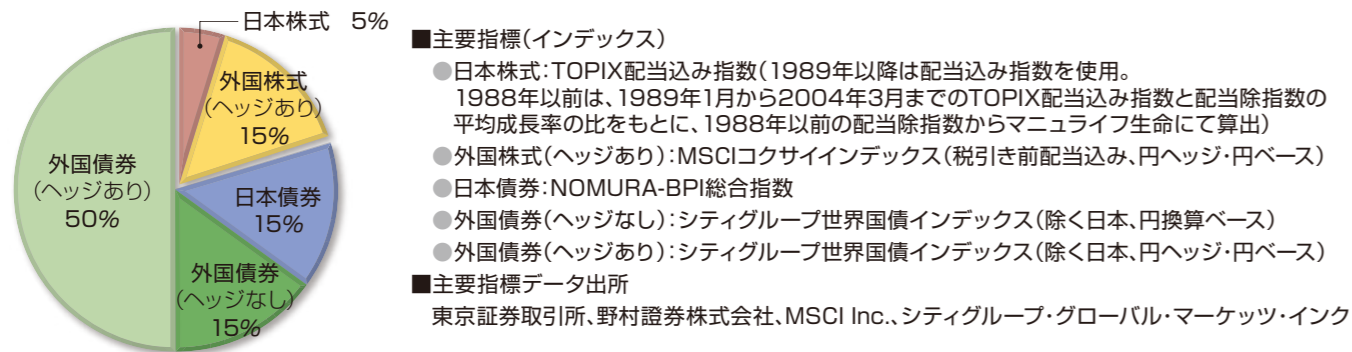 日本株式 5%
外国株式
(ヘッジあり)
15%
日本債券
15%
外国債券
(ヘッジなし)
15%
外国債券
(ヘッジあり)
50%
■主要指標(インデックス)
●日本株式：TOPIX配当込み指数(1989年以降は配当込み指数を使用。
1988年以前は、1989年1月から2004年3月までのTOPIX配当込み指数と配当除指数の
平均成長率の比をもとに、1988年以前の配当除指数からマニュライフ生命にて算出)
●外国株式(ヘッジあり)：MSCIコクサイインデックス(税引き前配当込み、円ヘッジ・円ベース)
●日本債券：NOMURA-BPI総合指数
●外国債券(ヘッジなし)：シティグループ世界国債インデックス(除く日本、円換算ベース)
●外国債券(ヘッジあり)：シティグループ世界国債インデックス(除く日本、円ヘッジ・円ベース)
■主要指標データ出所
東京証券取引所、野村證券株式会社、MSCI Inc.、シティグループ・グローバル・マーケッツ・インク